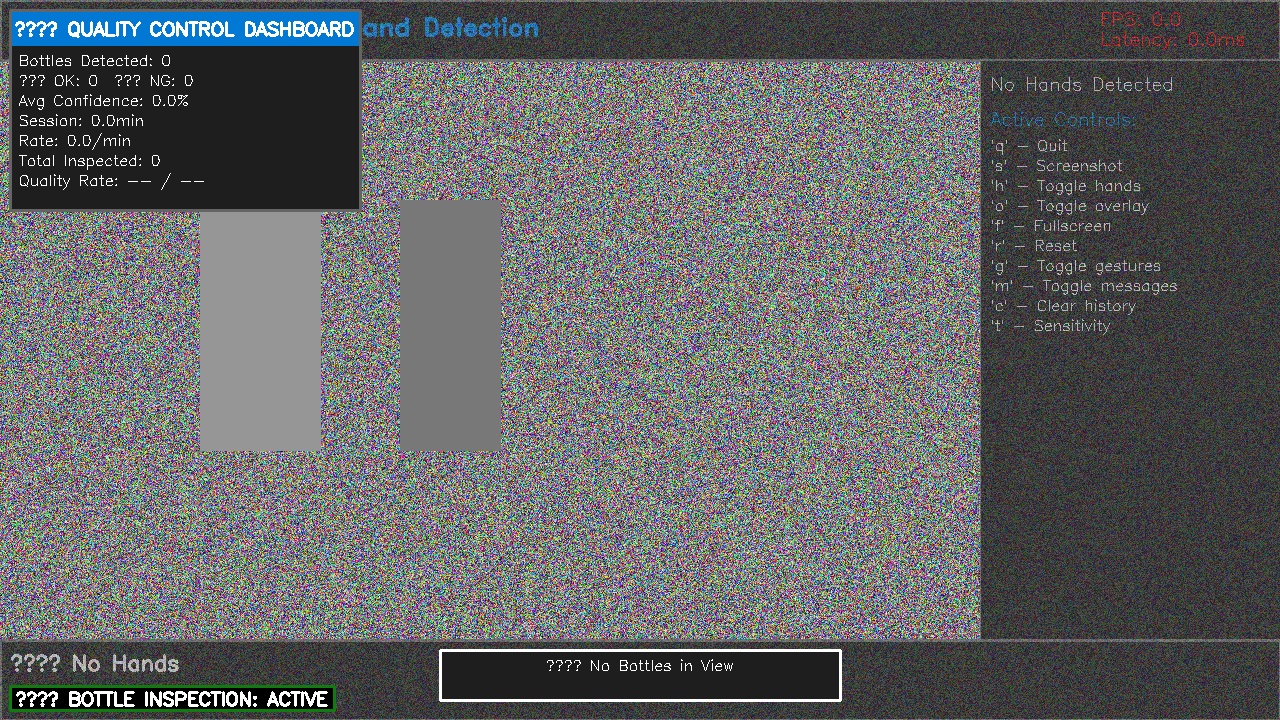 ???? QUALITY CONTROL DASHBOARD
and Detection
FPS: 0.0
Latency: 0.0ms
Bottles Detected: 0
??? OK: 0 ??? NG: 0
Avg Confidence: 0.0%
Session: 0.0min
Rate: 0.0/min
Total Inspected: 0
Quality Rate: -- / --
No Hands Detected
Active Controls:
'q' - Quit
's' - Screenshot
'h' - Toggle hands
'o' - Toggle overlay
'f' - Fullscreen
'r' - Reset
'g' - Toggle gestures
'm' - Toggle messages
'c' - Clear history
't' - Sensitivity
???? No Hands
???? No Bottles in View
???? BOTTLE INSPECTION: ACTIVE